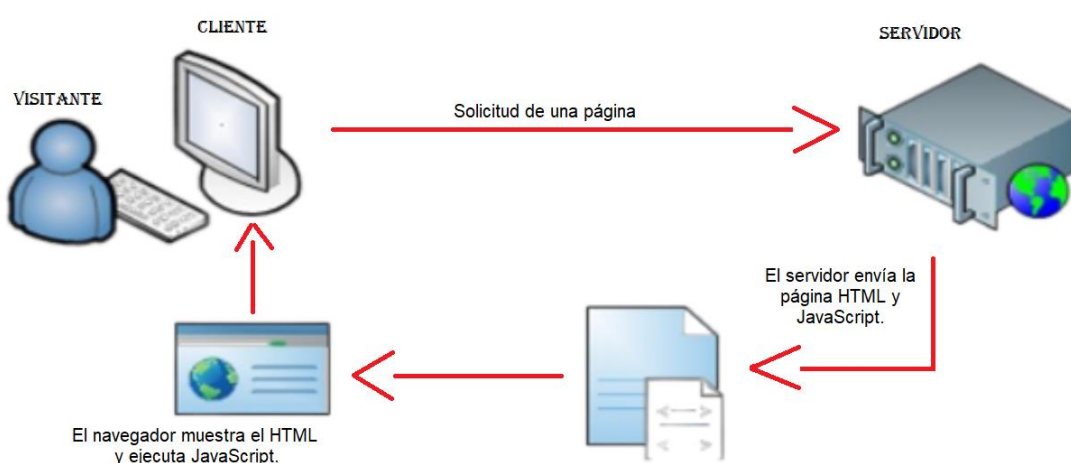 CLIENTE
SERVIDOR
VISITANTE
Solicitud de una página
El servidor envía la
página HTML y
JavaScript.
El navegador muestra el HTML
y ejecuta JavaScript.